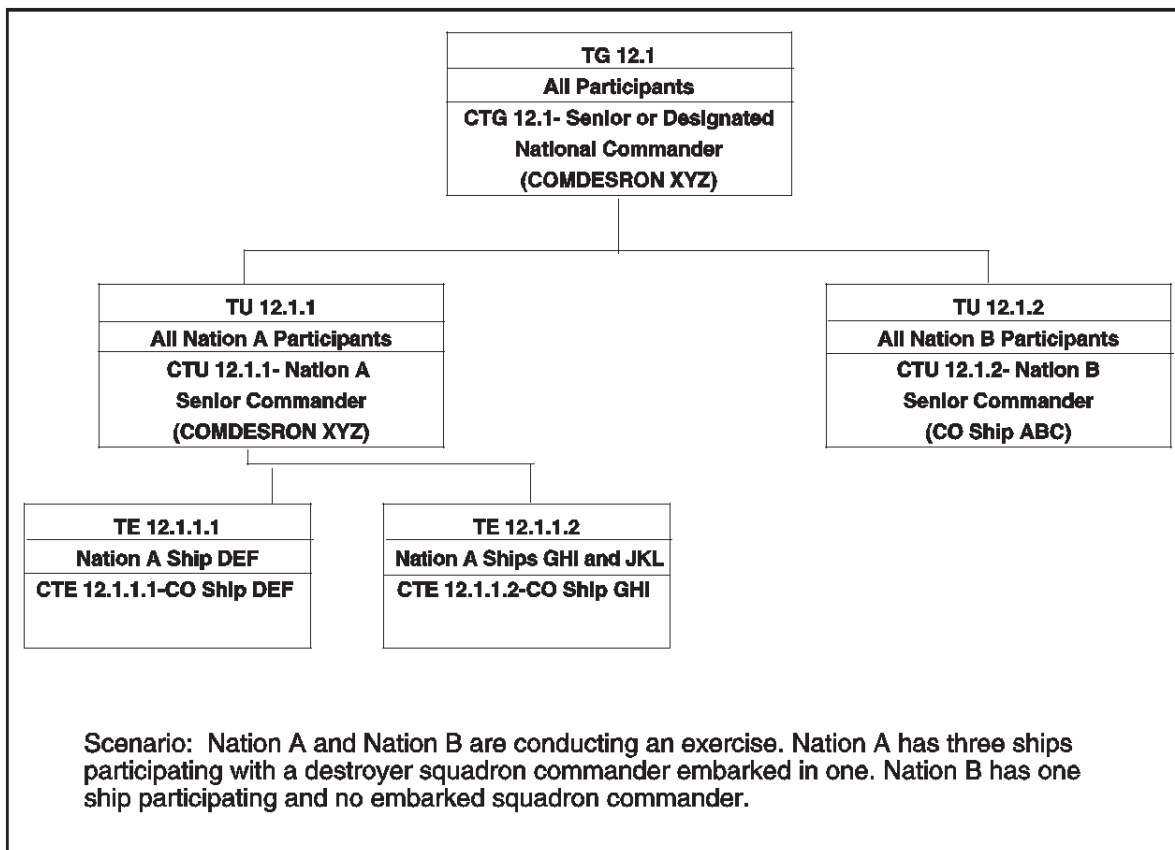 TG 12.1
All Participants
CTG 12.1- Senior or Designated
National Commander
(COMDESRON XYZ)
TU 12.1.1
All Nation A Participants
CTU 12.1.1- Nation A
Senior Commander
(COMDESRON XYZ)
TU 12.1.2
All Nation B Participants
CTU 12.1.2- Nation B
Senior Commander
(CO Ship ABC)
TE 12.1.1.1
Nation A Ship DEF
CTE 12.1.1.1-CO Ship DEF
TE 12.1.1.2
Nation A Ships GHI and JKL
CTE 12.1.1.2-CO Ship GHI
Scenario: Nation A and Nation B are conducting an exercise. Nation A has three ships
participating with a destroyer squadron commander embarked in one. Nation B has one
ship participating and no embarked squadron commander.